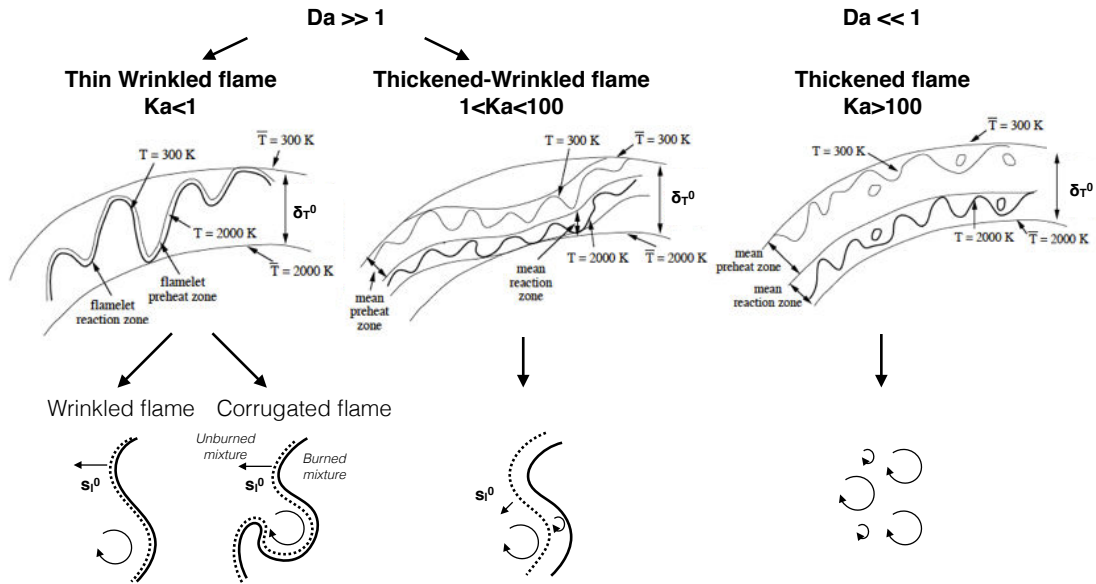 Da >> 1
Da << 1
Thin Wrinkled flame
Ka<1
Thickened-Wrinkled flame
1<Ka<100
Thickened flame
Ka>100
T̅ = 300 K
T = 300 K
δT⁰
T = 2000 K
T̅ = 2000 K
flamelet
preheat zone
flamelet
reaction zone
T̅ = 300 K
T = 300 K
δT⁰
T = 2000 K
T̅ = 2000 K
mean
reaction
zone
mean
preheat
zone
T̅ = 300 K
T = 300 K
δT⁰
T = 2000 K
T̅ = 2000 K
mean
preheat zone
mean
reaction zone
Wrinkled flame
Corrugated flame
Unburned
mixture
Burned
mixture
sl⁰
sl⁰
sl⁰